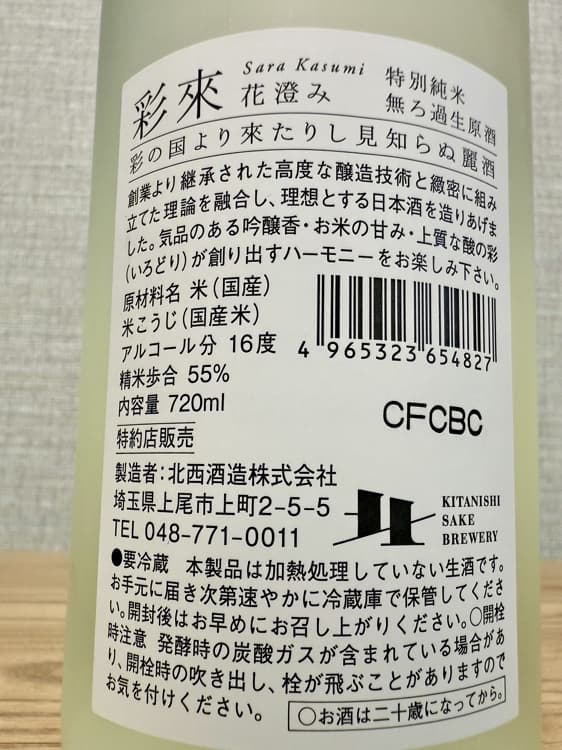 彩來
Sara Kasumi
花澄み
特別純米
無ろ過生原酒
彩の国より來たりし見知らぬ麗酒
創業より継承された高度な醸造技術と緻密に組み
立てた理論を融合し、理想とする日本酒を造りあげま
した。気品のある吟醸香・お米の甘み・上質な酸の彩
(いろどり)が創り出すハーモニーをお楽しみ下さい。
原材料名 米(国産)
米こうじ(国産米)
アルコール分 16度
精米歩合 55%
内容量 720ml
特約店販売
4 965323 654827
CFCBC
製造者:北西酒造株式会社
埼玉県上尾市上町2-5-5
TEL 048-771-0011
KITANISHI
SAKE
BREWERY
●要冷蔵 本製品は加熱処理していない生酒です。
お手元に届き次第速やかに冷蔵庫で保管してくださ
い。開封後はお早めにお召し上がりください。○開栓
時注意 発酵時の炭酸ガスが含まれている場合があ
り、開栓時の吹き出し、栓が飛ぶことがありますので
お気を付けください。
○お酒は二十歳になってから。